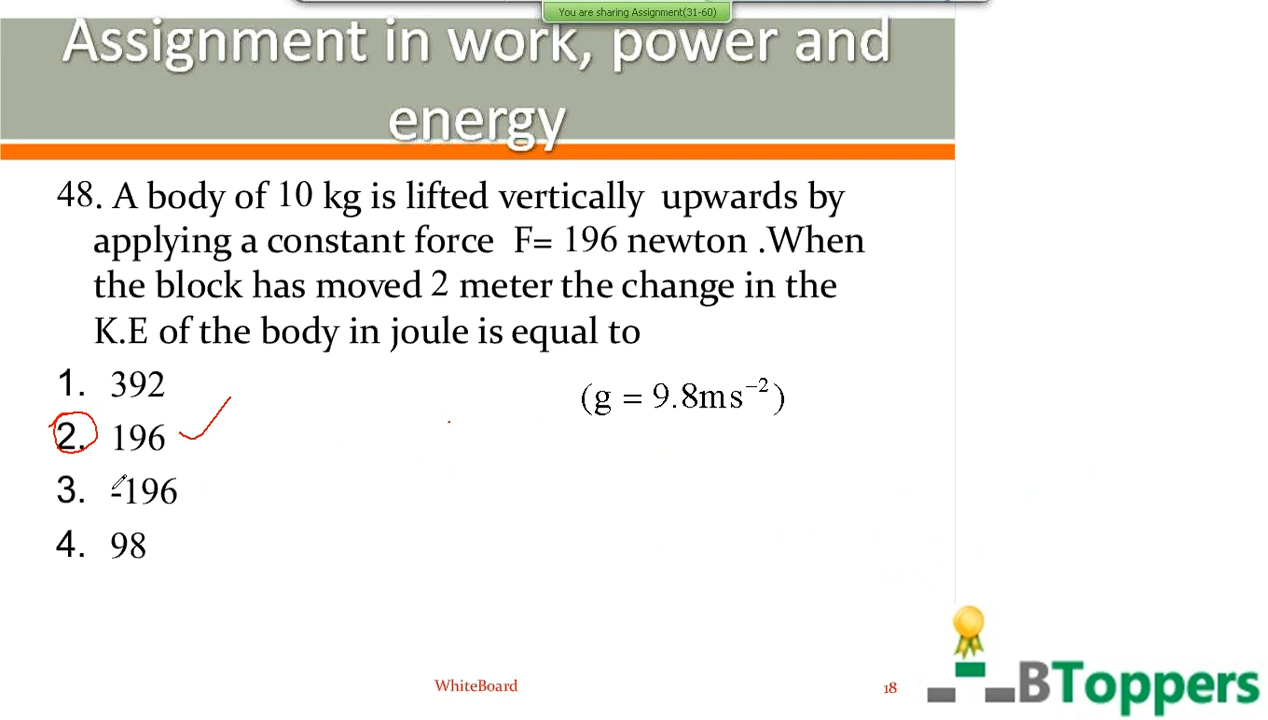 You are sharing Assignment(31-60)
Assignment in work, power and
energy
48. A body of 10 kg is lifted vertically upwards by
applying a constant force F= 196 newton .When
the block has moved 2 meter the change in the
K.E of the body in joule is equal to
1. 392
(g = 9.8ms⁻²)
2. 196
3. -196
4. 98
WhiteBoard
18
BToppers